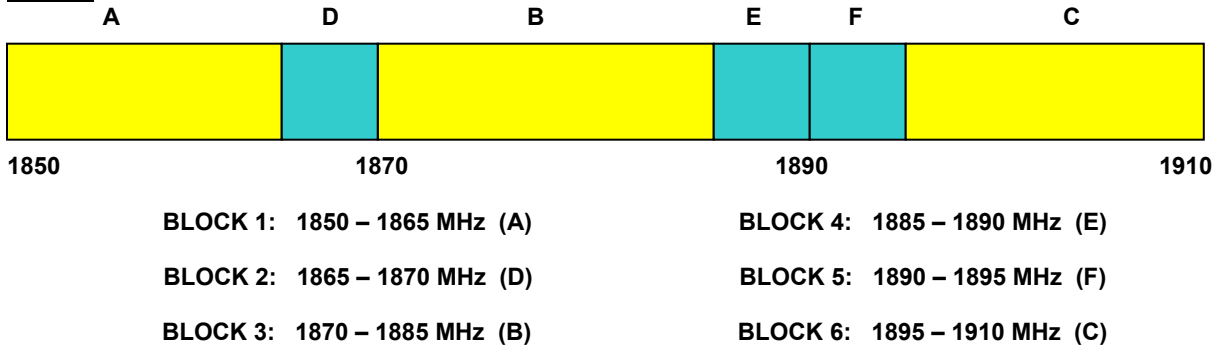 A D B E F C
1850 1870 1890 1910
BLOCK 1: 1850 – 1865 MHz (A) BLOCK 4: 1885 – 1890 MHz (E)
BLOCK 2: 1865 – 1870 MHz (D) BLOCK 5: 1890 – 1895 MHz (F)
BLOCK 3: 1870 – 1885 MHz (B) BLOCK 6: 1895 – 1910 MHz (C)